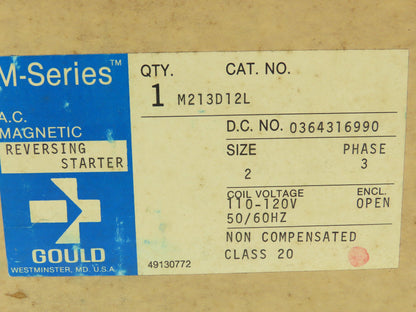 M-Series™
A.C.
MAGNETIC
REVERSING
STARTER
GOULD
WESTMINSTER, MD. U.S.A.
QTY. CAT. NO.
1 M213D12L
D.C. NO. 0364316990
SIZE PHASE
2 3
COIL VOLTAGE ENCL.
110-120V OPEN
50/60HZ
NON COMPENSATED
CLASS 20
49130772